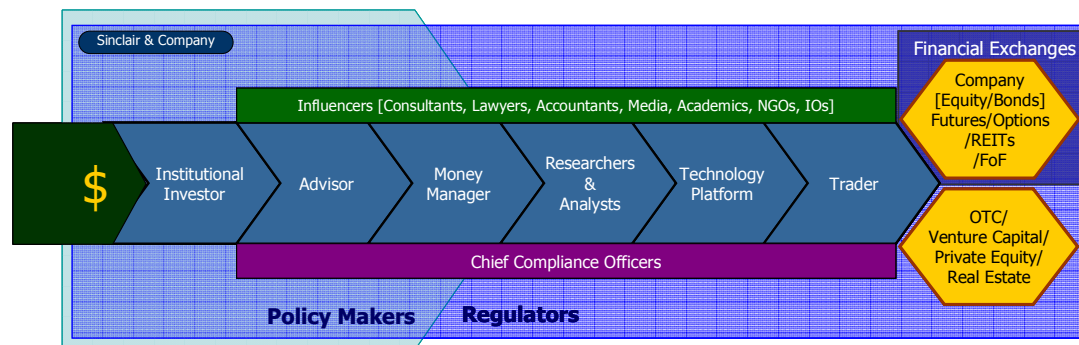 Sinclair & Company
Financial Exchanges
Company
[Equity/Bonds]
Futures/Options
/REITs
/FoF
Influencers [Consultants, Lawyers, Accountants, Media, Academics, NGOs, IOs]
$
Institutional
Investor
Advisor
Money
Manager
Researchers
&
Analysts
Technology
Platform
Trader
OTC/
Venture Capital/
Private Equity/
Real Estate
Chief Compliance Officers
Policy Makers
Regulators